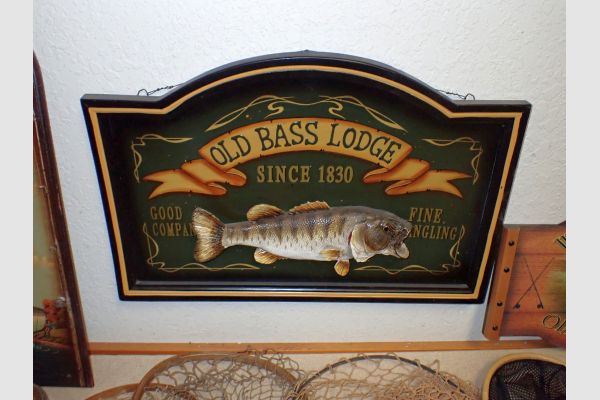 OLD BASS LODGE
SINCE 1830
GOOD FINE
COMPAN ANGLING